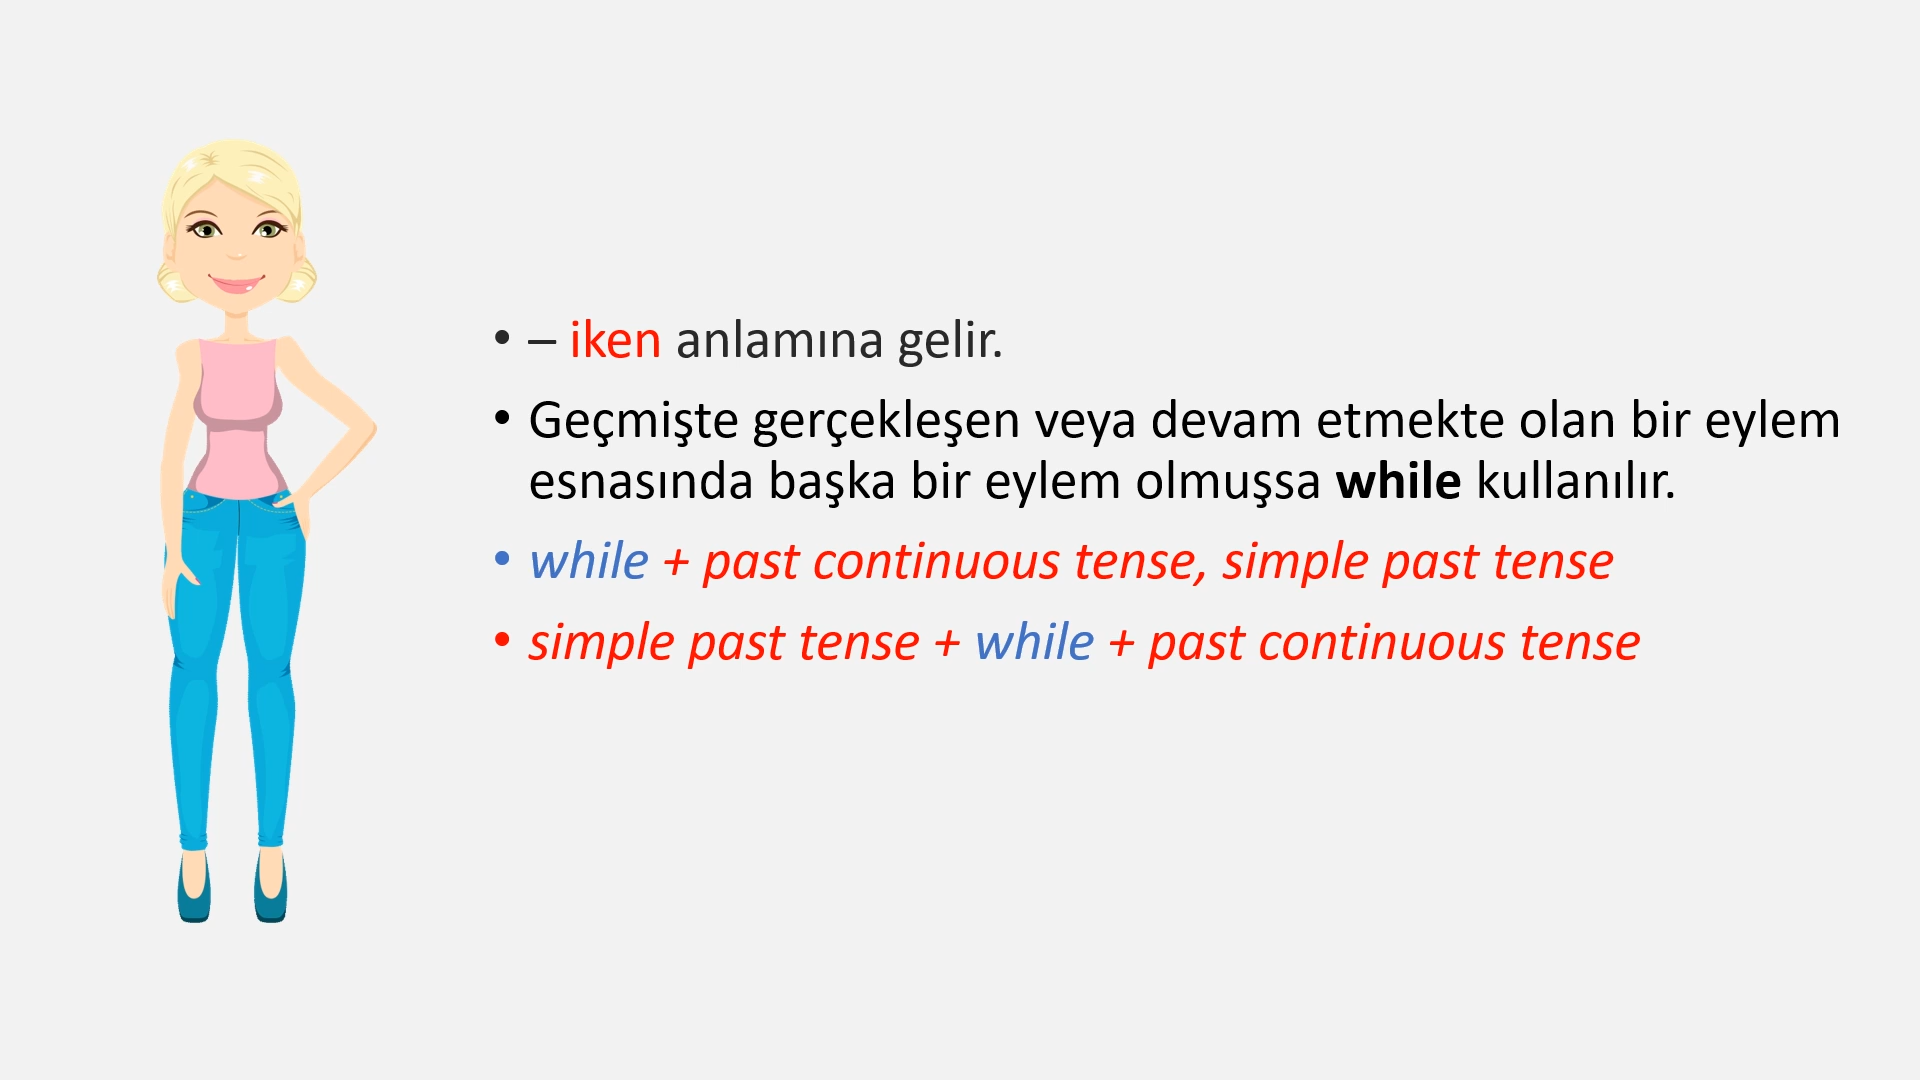 • – iken anlamına gelir.
• Geçmişte gerçekleşen veya devam etmekte olan bir eylem
esnasında başka bir eylem olmuşsa while kullanılır.
• while + past continuous tense, simple past tense
• simple past tense + while + past continuous tense